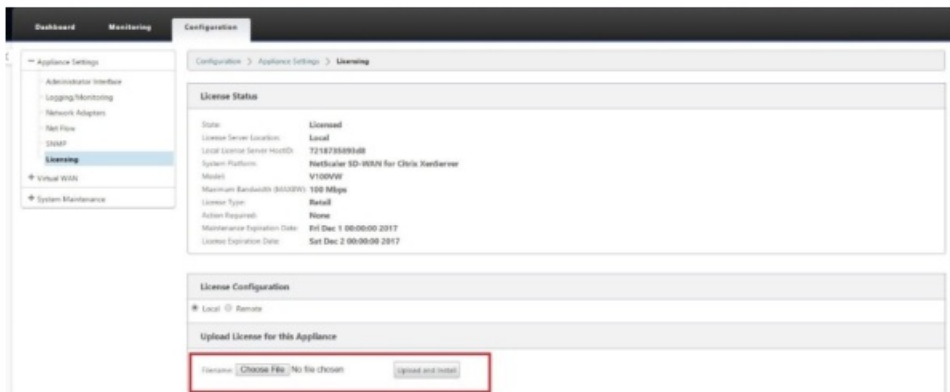 Dashboard Monitoring Configuration
Appliance Settings
Administrator Interface
Logging/Monitoring
Network Adapters
Net Flow
SNMP
Licensing
Virtual WAN
System Maintenance
Configuration > Appliance Settings > Licensing
License Status
State: Licensed
License Server Location: Local
Local License Server HostID: 7218735093d8
System Platform: NetScaler SD-WAN for Citrix XenServer
Model: V100VW
Maximum Bandwidth (MAXBW): 100 Mbps
License Type: Retail
Action Required: None
Maintenance Expiration Date: Fri Dec 1 00:00:00 2017
License Expiration Date: Sat Dec 2 00:00:00 2017
License Configuration
Local Remote
Upload License for this Appliance
Filename: Choose File No file chosen Upload and Install